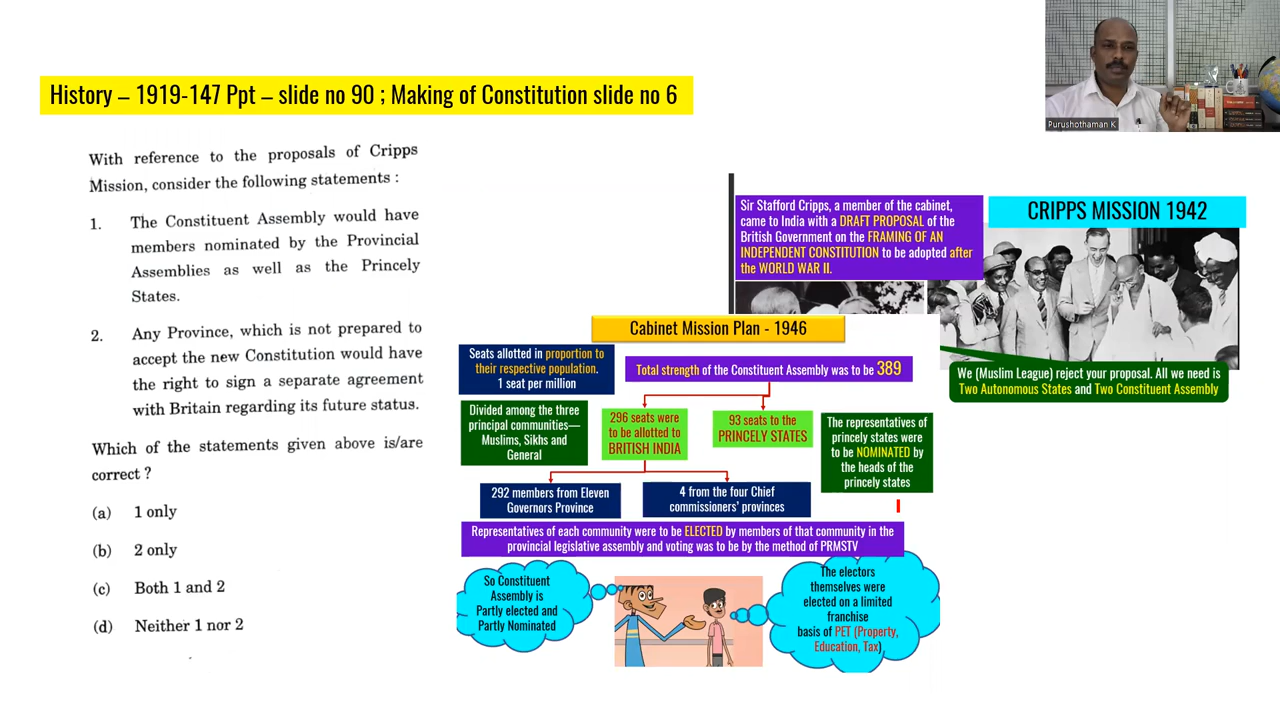 Purushothaman K
History – 1919-147 Ppt – slide no 90 ; Making of Constitution slide no 6
With reference to the proposals of Cripps
Mission, consider the following statements :
1. The Constituent Assembly would have
members nominated by the Provincial
Assemblies as well as the Princely
States.
2. Any Province, which is not prepared to
accept the new Constitution would have
the right to sign a separate agreement
with Britain regarding its future status.
Which of the statements given above is/are
correct ?
(a) 1 only
(b) 2 only
(c) Both 1 and 2
(d) Neither 1 nor 2
Sir Stafford Cripps, a member of the cabinet,
came to India with a DRAFT PROPOSAL of the
British Government on the FRAMING OF AN
INDEPENDENT CONSTITUTION to be adopted after
the WORLD WAR II.
CRIPPS MISSION 1942
We (Muslim League) reject your proposal. All we need is
Two Autonomous States and Two Constituent Assembly
Cabinet Mission Plan - 1946
Seats allotted in proportion to
their respective population.
1 seat per million
Total strength of the Constituent Assembly was to be 389
Divided among the three
principal communities—
Muslims, Sikhs and
General
296 seats were
to be allotted to
BRITISH INDIA
93 seats to the
PRINCELY STATES
The representatives of
princely states were
to be NOMINATED by
the heads of the
princely states
292 members from Eleven
Governors Province
4 from the four Chief
commissioners' provinces
Representatives of each community were to be ELECTED by members of that community in the
provincial legislative assembly and voting was to be by the method of PRMSTV
So Constituent
Assembly is
Partly elected and
Partly Nominated
The electors
themselves were
elected on a limited
franchise
basis of PET (Property,
Education, Tax)